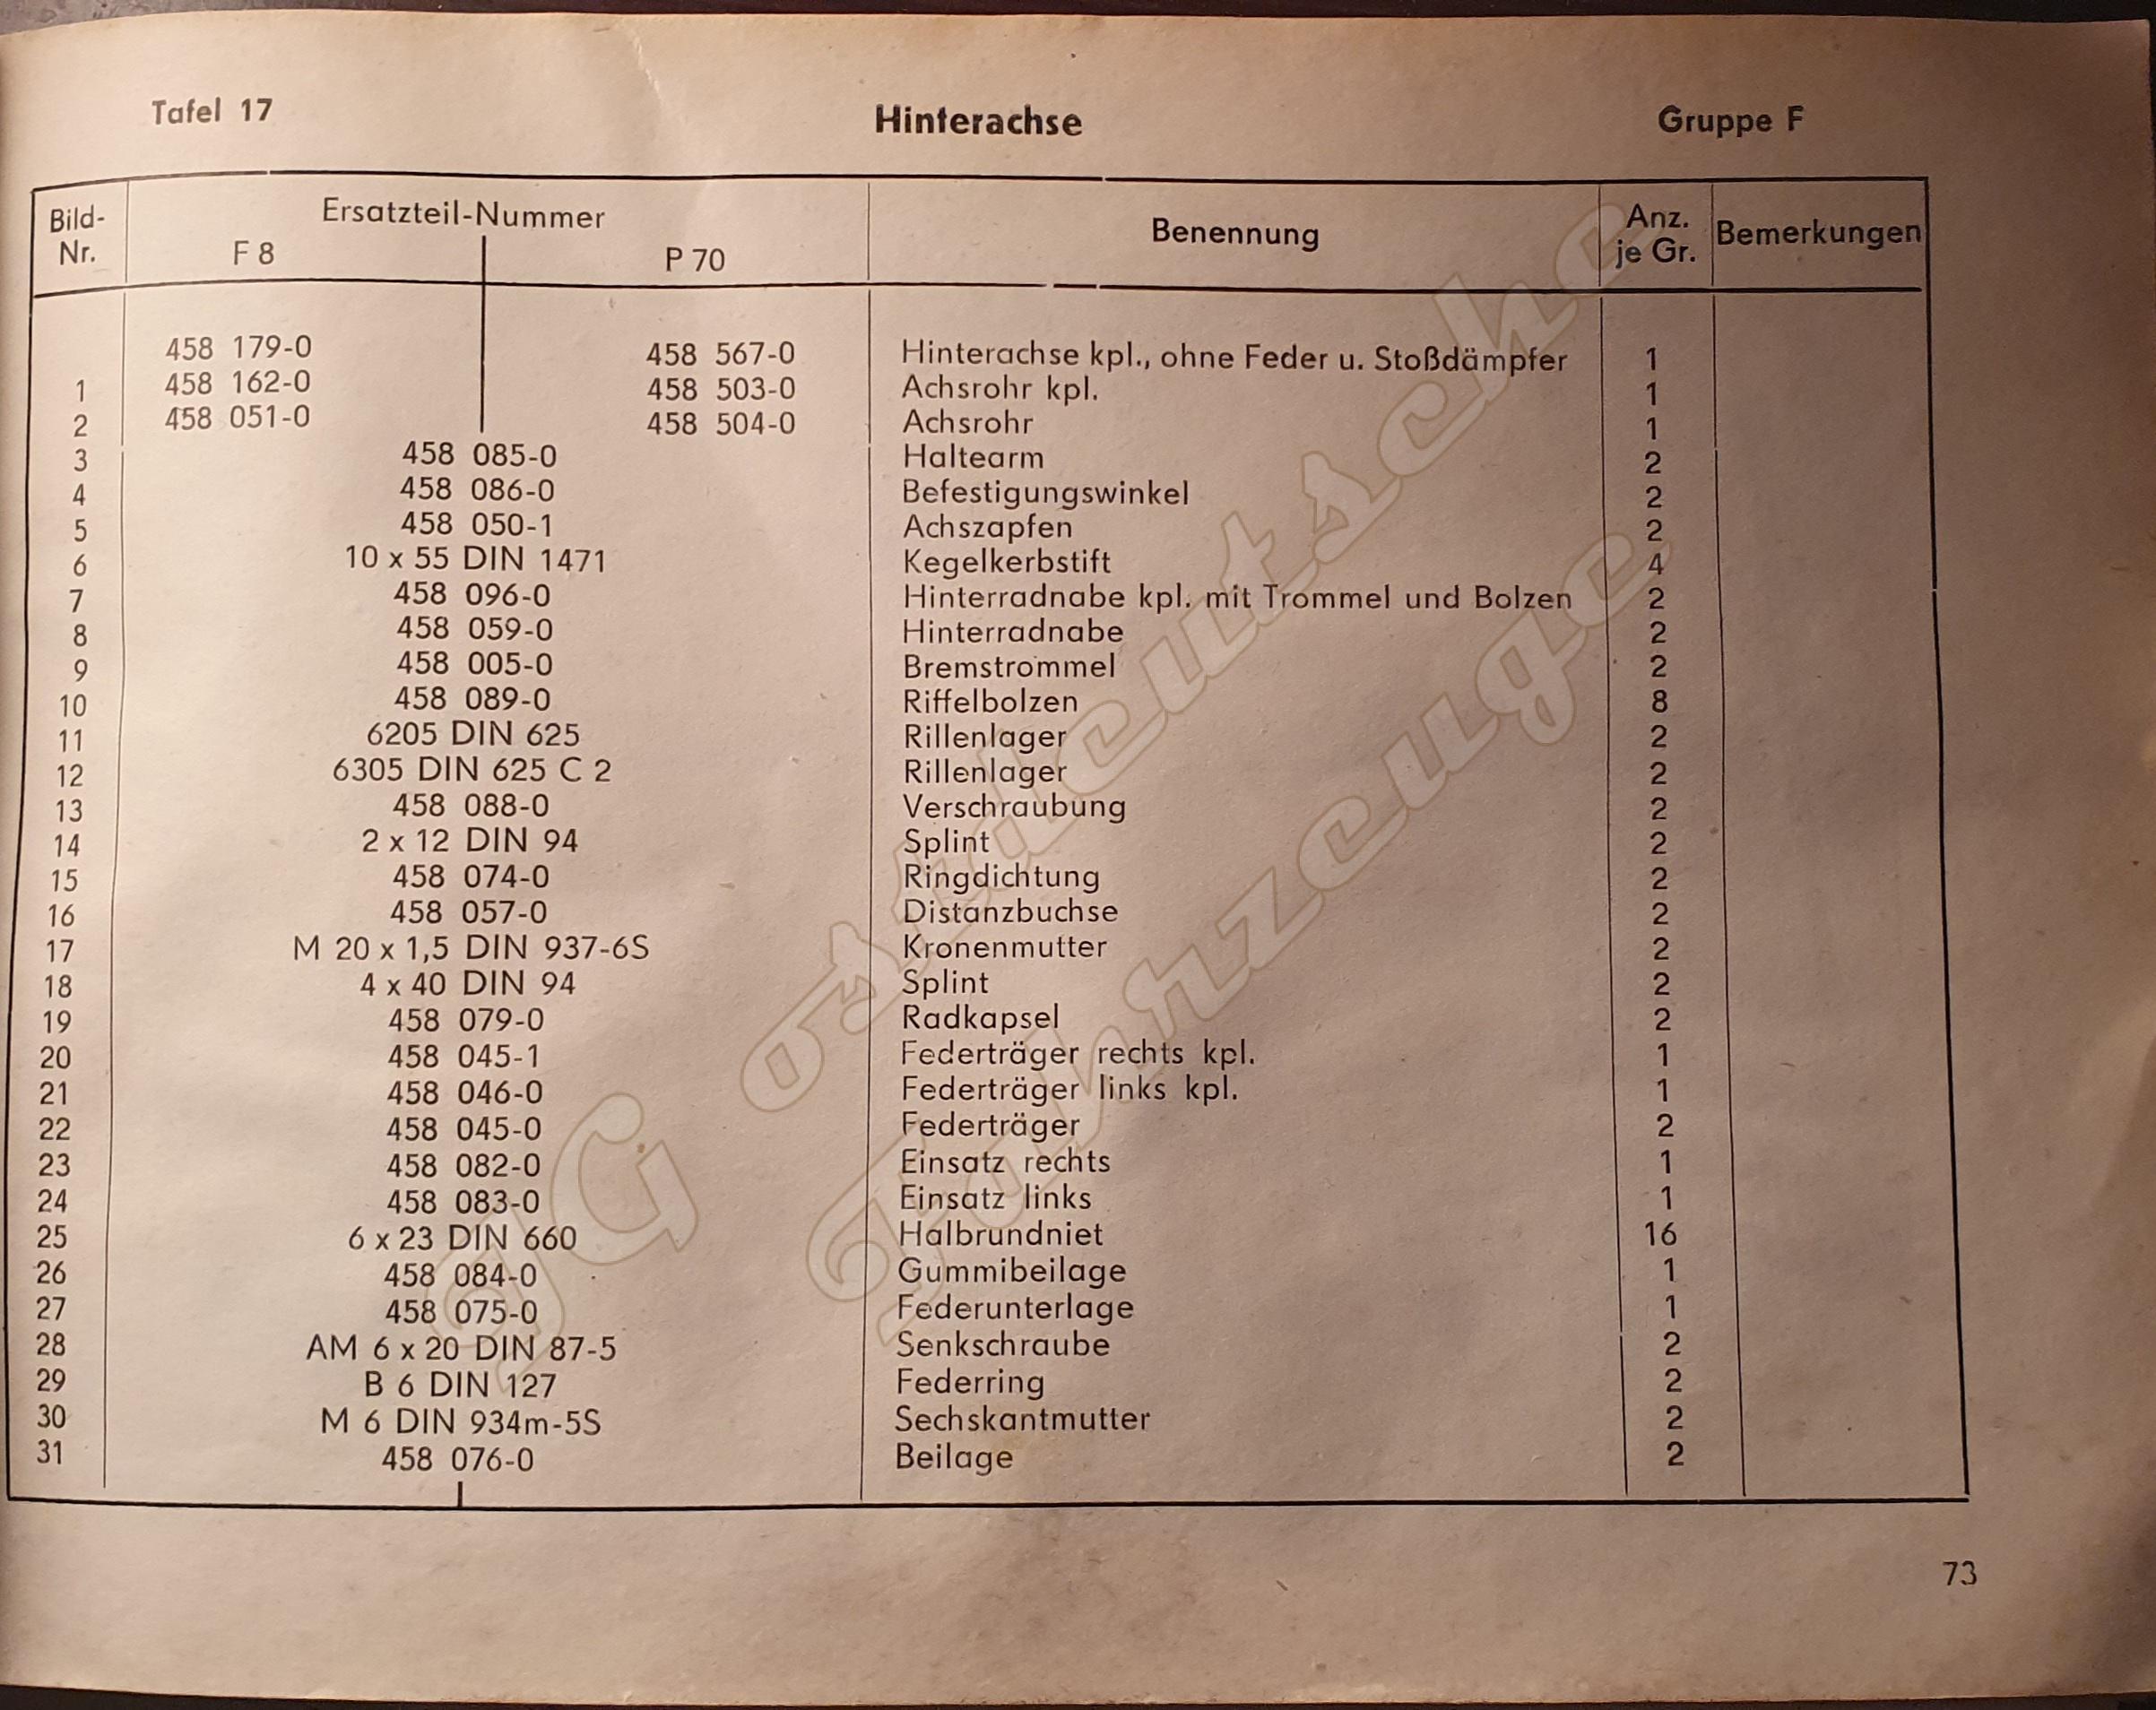 Tafel 17 Hinterachse Gruppe F
Bild-Nr. Ersatzteil-Nummer Benennung Anz. je Gr. Bemerkungen
F 8 P 70
458 179-0 458 567-0 Hinterachse kpl., ohne Feder u. Stoßdämpfer 1
1 458 162-0 458 503-0 Achsrohr kpl. 1
2 458 051-0 458 504-0 Achsrohr 1
3 458 085-0 Haltearm 2
4 458 086-0 Befestigungswinkel 2
5 458 050-1 Achszapfen 2
6 10 x 55 DIN 1471 Kegelkerbstift 4
7 458 096-0 Hinterradnabe kpl. mit Trommel und Bolzen 2
8 458 059-0 Hinterradnabe 2
9 458 005-0 Bremstrommel 2
10 458 089-0 Riffelbolzen 8
11 6205 DIN 625 Rillenlager 2
12 6305 DIN 625 C 2 Rillenlager 2
13 458 088-0 Verschraubung 2
14 2 x 12 DIN 94 Splint 2
15 458 074-0 Ringdichtung 2
16 458 057-0 Distanzbuchse 2
17 M 20 x 1,5 DIN 937-6S Kronenmutter 2
18 4 x 40 DIN 94 Splint 2
19 458 079-0 Radkapsel 2
20 458 045-1 Federträger rechts kpl. 1
21 458 046-0 Federträger links kpl. 1
22 458 045-0 Federträger 2
23 458 082-0 Einsatz rechts 1
24 458 083-0 Einsatz links 1
25 6 x 23 DIN 660 Halbrundniet 16
26 458 084-0 Gummibeilage 1
27 458 075-0 Federunterlage 1
28 AM 6 x 20 DIN 87-5 Senkschraube 2
29 B 6 DIN 127 Federring 2
30 M 6 DIN 934m-5S Sechskantmutter 2
31 458 076-0 Beilage 2
73
IG ostdeutsche
Fahrzeuge